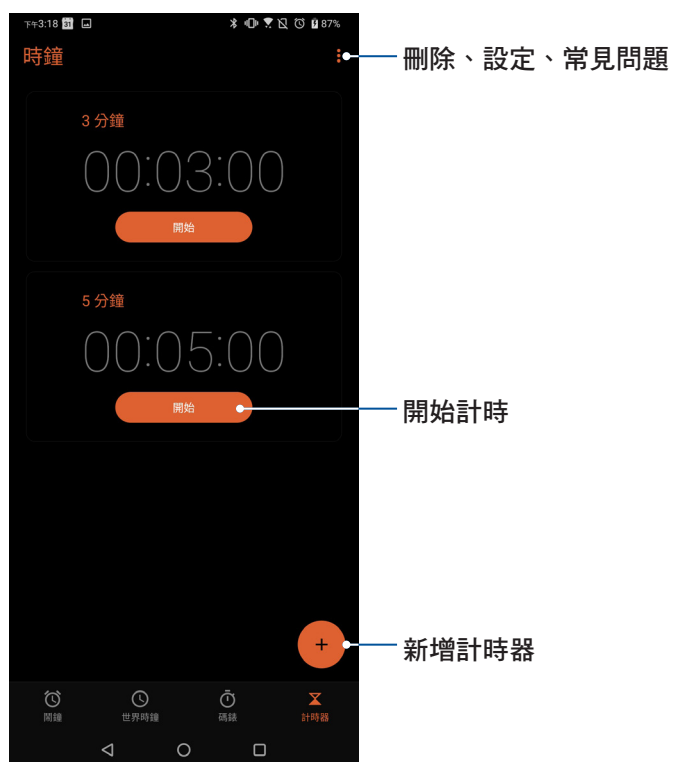 下午3:18 31 87%
時鐘
刪除、設定、常見問題
3 分鐘
00:03:00
開始
5 分鐘
00:05:00
開始
開始計時
+
新增計時器
鬧鐘 世界時鐘 碼錶 計時器